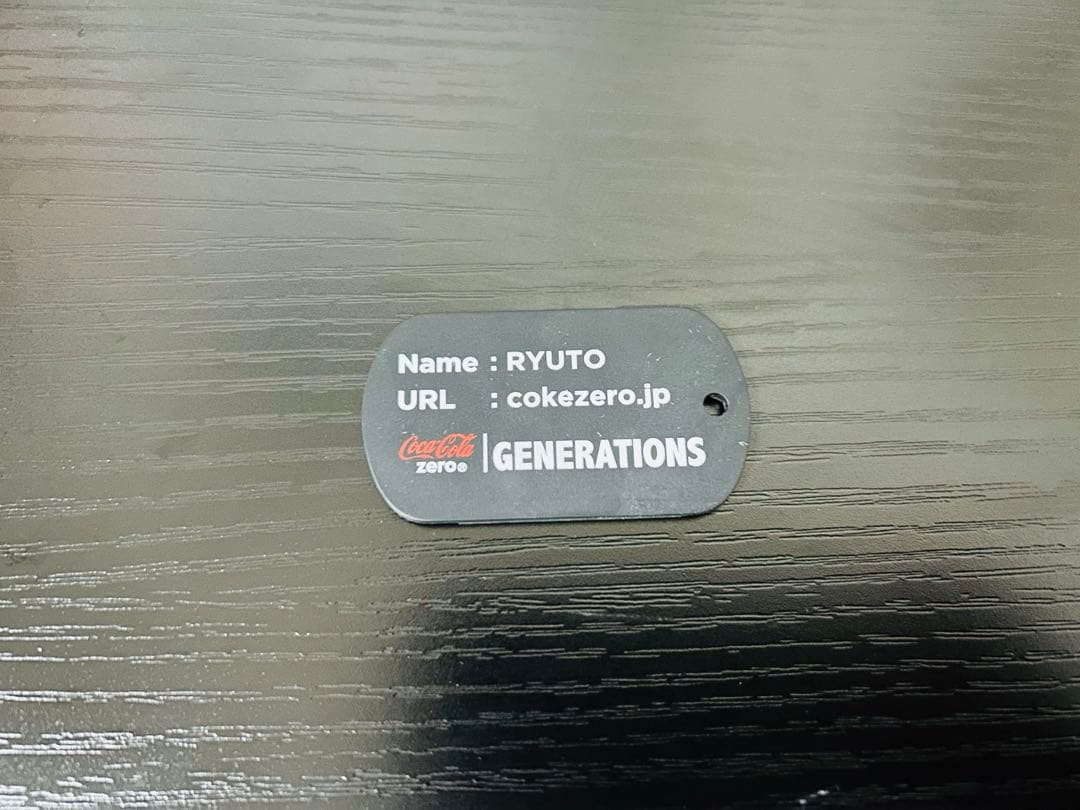 Name : RYUTO
URL : cokezero.jp
Coca-Cola zero® | GENERATIONS